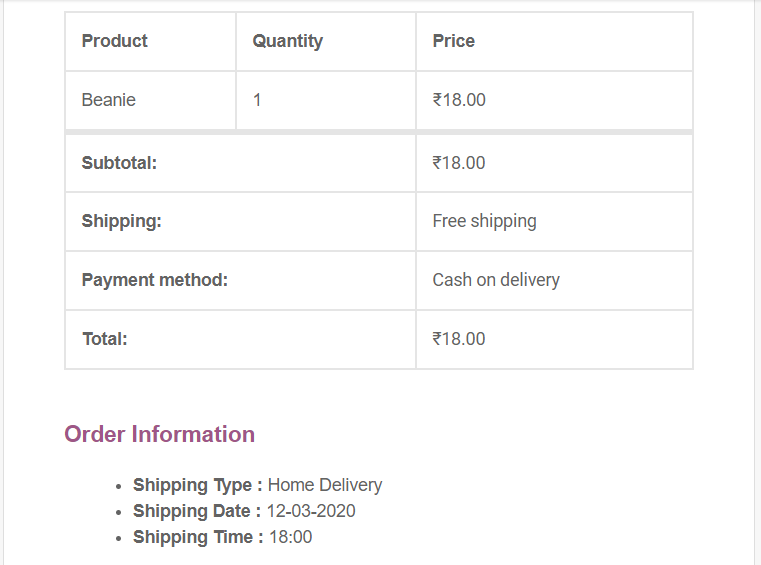 Product Quantity Price
Beanie 1 ₹18.00
Subtotal: ₹18.00
Shipping: Free shipping
Payment method: Cash on delivery
Total: ₹18.00
Order Information
• Shipping Type : Home Delivery
• Shipping Date : 12-03-2020
• Shipping Time : 18:00